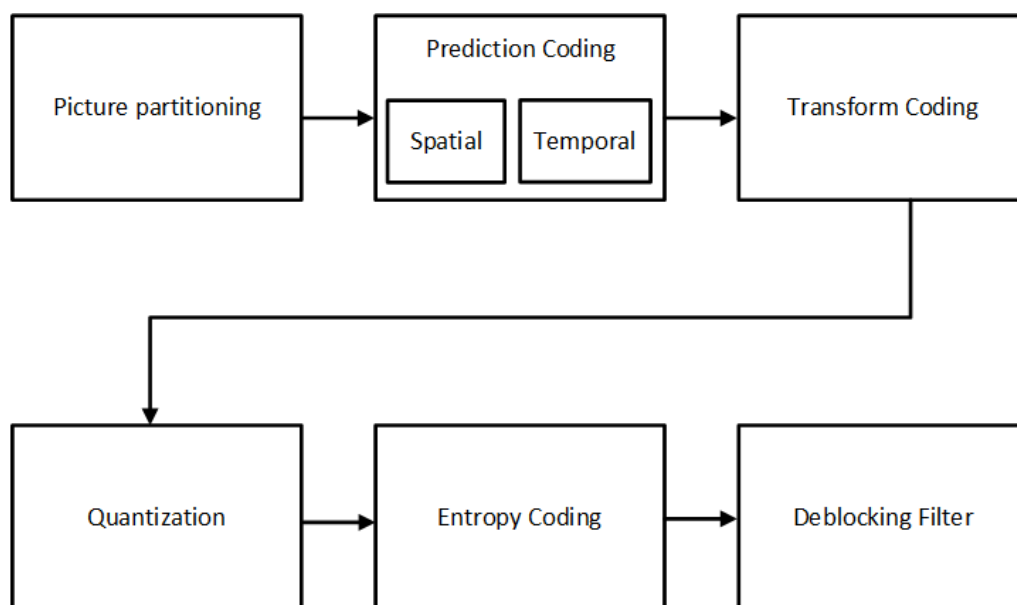 Picture partitioning
Prediction Coding
Spatial
Temporal
Transform Coding
Quantization
Entropy Coding
Deblocking Filter